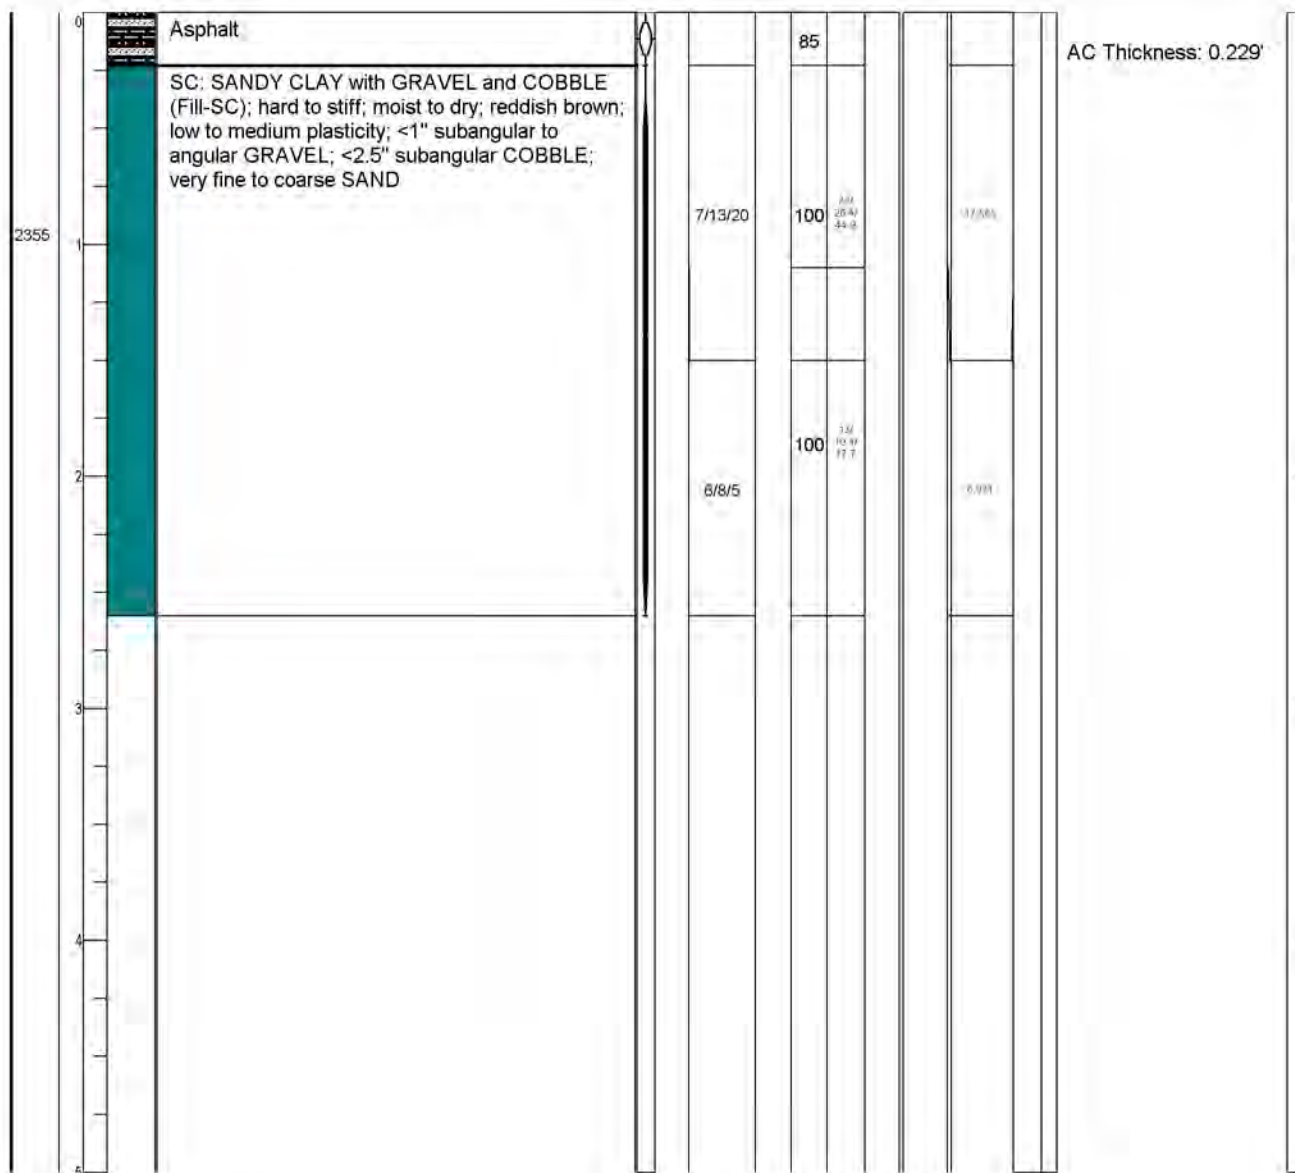 0
Asphalt
85
AC Thickness: 0.229'
SC: SANDY CLAY with GRAVEL and COBBLE
(Fill-SC); hard to stiff; moist to dry; reddish brown;
low to medium plasticity; <1" subangular to
angular GRAVEL; <2.5" subangular COBBLE;
very fine to coarse SAND
7/13/20
100
2355
1
100
2
6/8/5
3
4
5